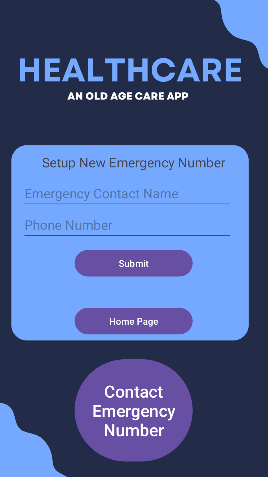 HEALTHCARE
AN OLD AGE CARE APP
Setup New Emergency Number
Emergency Contact Name
Phone Number
Submit
Home Page
Contact
Emergency
Number